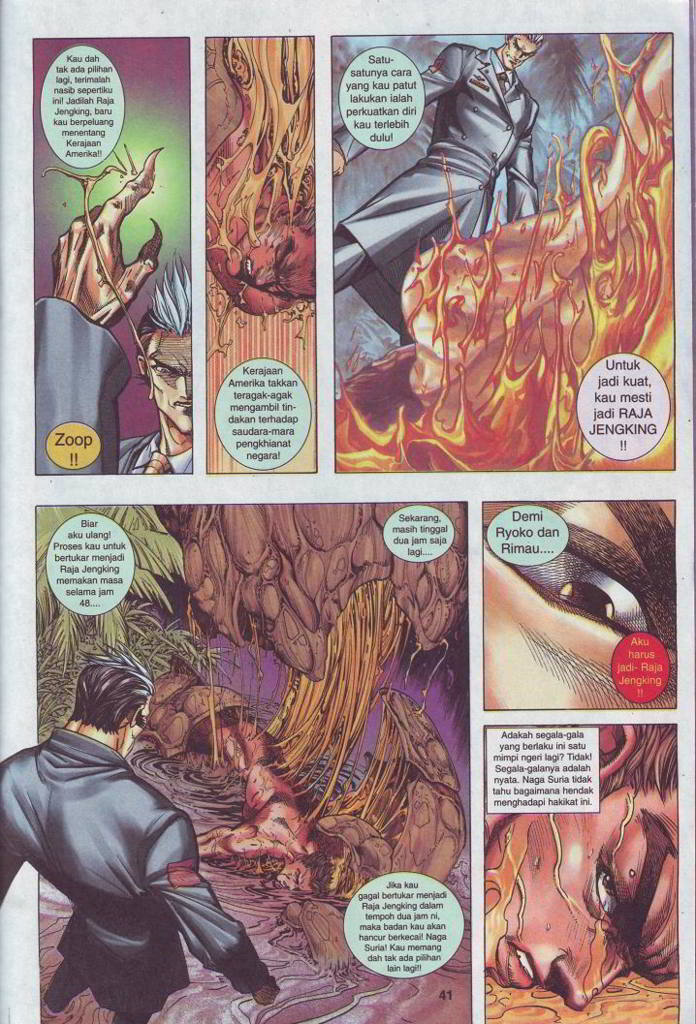 Kau dah
tak ada pilihan
lagi, terimalah
nasib sepertiku
ini! Jadilah Raja
Jengking, baru
kau berpeluang
menentang
Kerajaan
Amerika!!
Zoop
!!
Kerajaan
Amerika takkan
teragak-agak
mengambil tin-
dakan terhadap
saudara-mara
pengkhianat
negara!
Satu-
satunya cara
yang kau patut
lakukan ialah
perkuatkan diri
kau terlebih
dulu!
Untuk
jadi kuat,
kau mesti
jadi RAJA
JENGKING
!!
Biar
aku ulang!
Proses kau untuk
bertukar menjadi
Raja Jengking
memakan masa
selama jam
48....
Sekarang,
masih tinggal
dua jam saja
lagi....
Jika kau
gagal bertukar menjadi
Raja Jengking dalam
tempoh dua jam ni,
maka badan kau akan
hancur berkecai! Naga
Suria! Kau memang
dah tak ada pilihan
lain lagi!!
Demi
Ryoko dan
Rimau....
Aku
harus
jadi- Raja
Jengking
!!
Adakah segala-gala
yang berlaku ini satu
mimpi ngeri lagi? Tidak!
Segala-galanya adalah
nyata. Naga Suria tidak
tahu bagaimana hendak
menghadapi hakikat ini.
41